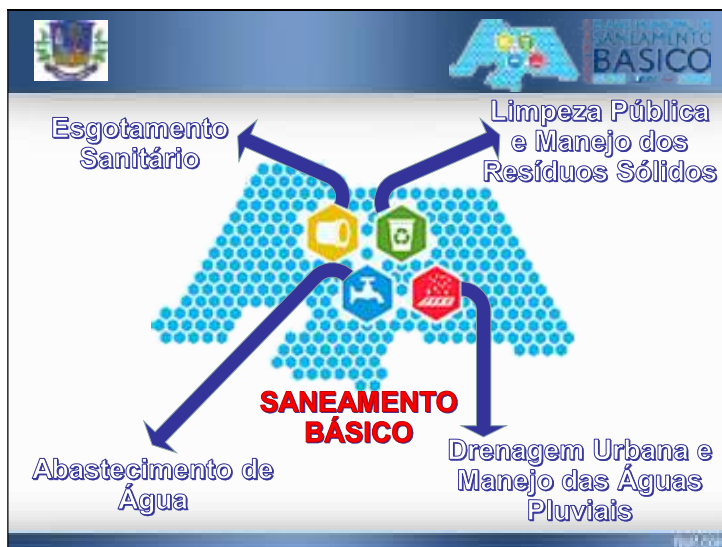 SANEAMENTO
BASICO
Esgotamento
Sanitário
Limpeza Pública
e Manejo dos
Resíduos Sólidos
SANEAMENTO
BÁSICO
Abastecimento de
Água
Drenagem Urbana e
Manejo das Águas
Pluviais